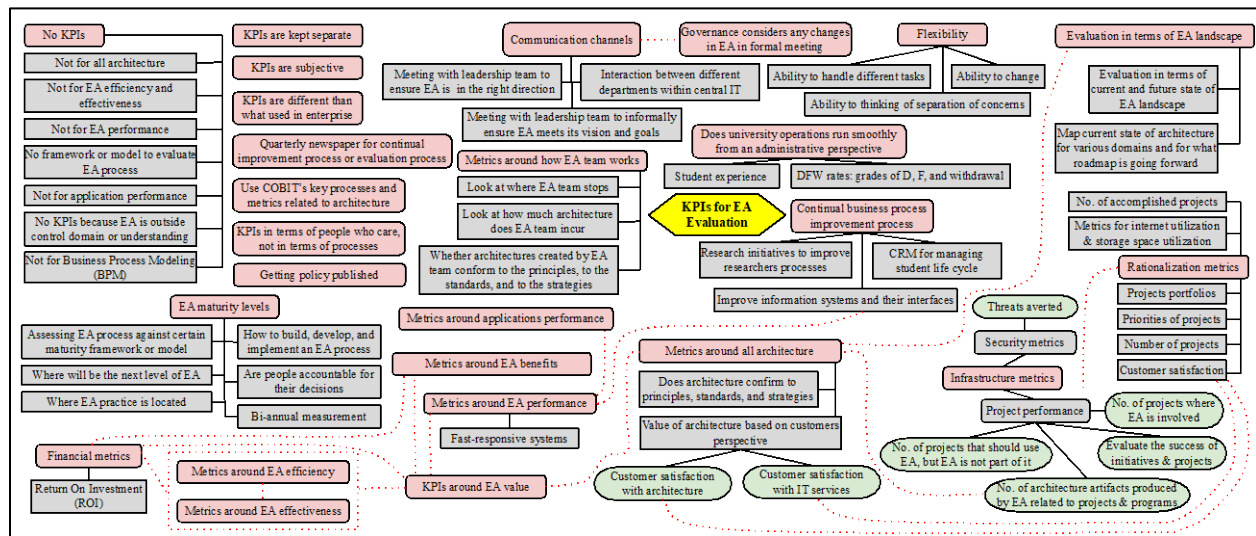 No KPIs
Not for all architecture
Not for EA efficiency and
effectiveness
Not for EA performance
No framework or model to evaluate
EA process
Not for application performance
No KPIs because EA is outside
control domain or understanding
Not for Business Process Modeling
(BPM)
KPIs are kept separate
KPIs are subjective
KPIs are different than
what used in enterprise
Quarterly newspaper for continual
improvement process or evaluation process
Use COBIT's key processes and
metrics related to architecture
KPIs in terms of people who care,
not in terms of processes
Getting policy published
Communication channels
Meeting with leadership team to
ensure EA is in the right direction
Interaction between different
departments within central IT
Meeting with leadership team to informally
ensure EA meets its vision and goals
Governance considers any changes
in EA in formal meeting
Flexibility
Ability to handle different tasks
Ability to change
Ability to thinking of separation of concerns
Evaluation in terms of EA landscape
Evaluation in terms of
current and future state of
EA landscape
Map current state of architecture
for various domains and for what
roadmap is going forward
Metrics around how EA team works
Look at where EA team stops
Look at how much architecture
does EA team incur
Whether architectures created by EA
team conform to the principles, to the
standards, and to the strategies
Does university operations run smoothly
from an administrative perspective
Student experience
DFW rates: grades of D, F, and withdrawal
KPIs for EA
Evaluation
Continual business process
improvement process
Research initiatives to improve
researchers processes
CRM for managing
student life cycle
Improve information systems and their interfaces
No. of accomplished projects
Metrics for internet utilization
& storage space utilization
Rationalization metrics
Projects portfolios
Priorities of projects
Number of projects
Customer satisfaction
EA maturity levels
Assessing EA process against certain
maturity framework or model
Where will be the next level of EA
Where EA practice is located
How to build, develop, and
implement an EA process
Are people accountable for
their decisions
Bi-annual measurement
Metrics around applications performance
Metrics around EA benefits
Metrics around EA performance
Fast-responsive systems
Metrics around all architecture
Does architecture confirm to
principles, standards, and strategies
Value of architecture based on customers
perspective
Customer satisfaction
with architecture
Customer satisfaction
with IT services
Threats averted
Security metrics
Infrastructure metrics
Project performance
No. of projects where
EA is involved
No. of projects that should use
EA, but EA is not part of it
Evaluate the success of
initiatives & projects
No. of architecture artifacts produced
by EA related to projects & programs
Financial metrics
Return On Investment
(ROI)
Metrics around EA efficiency
Metrics around EA effectiveness
KPIs around EA value